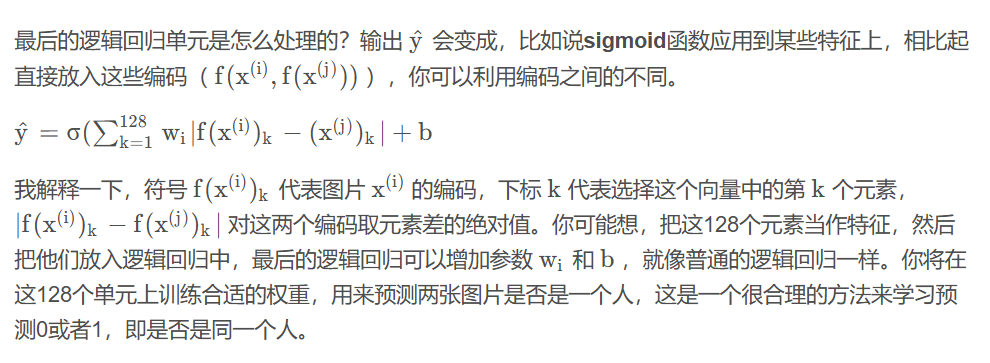 最后的逻辑回归单元是怎么处理的？输出 ŷ 会变成，比如说sigmoid函数应用到某些特征上，相比起
直接放入这些编码（f(x⁽ⁱ⁾, f(x⁽ʲ⁾))），你可以利用编码之间的不同。
ŷ = σ(∑_{k=1}^{128} w_i|f(x⁽ⁱ⁾)_k − (x⁽ʲ⁾)_k| + b
我解释一下，符号 f(x⁽ⁱ⁾)_k 代表图片 x⁽ⁱ⁾ 的编码，下标 k 代表选择这个向量中的第 k 个元素，
|f(x⁽ⁱ⁾)_k − f(x⁽ʲ⁾)_k| 对这两个编码取元素差的绝对值。你可能想，把这128个元素当作特征，然后
把他们放入逻辑回归中，最后的逻辑回归可以增加参数 w_i 和 b ，就像普通的逻辑回归一样。你将在
这128个单元上训练合适的权重，用来预测两张图片是否是一个人，这是一个很合理的方法来学习预
测0或者1，即是否是同一个人。